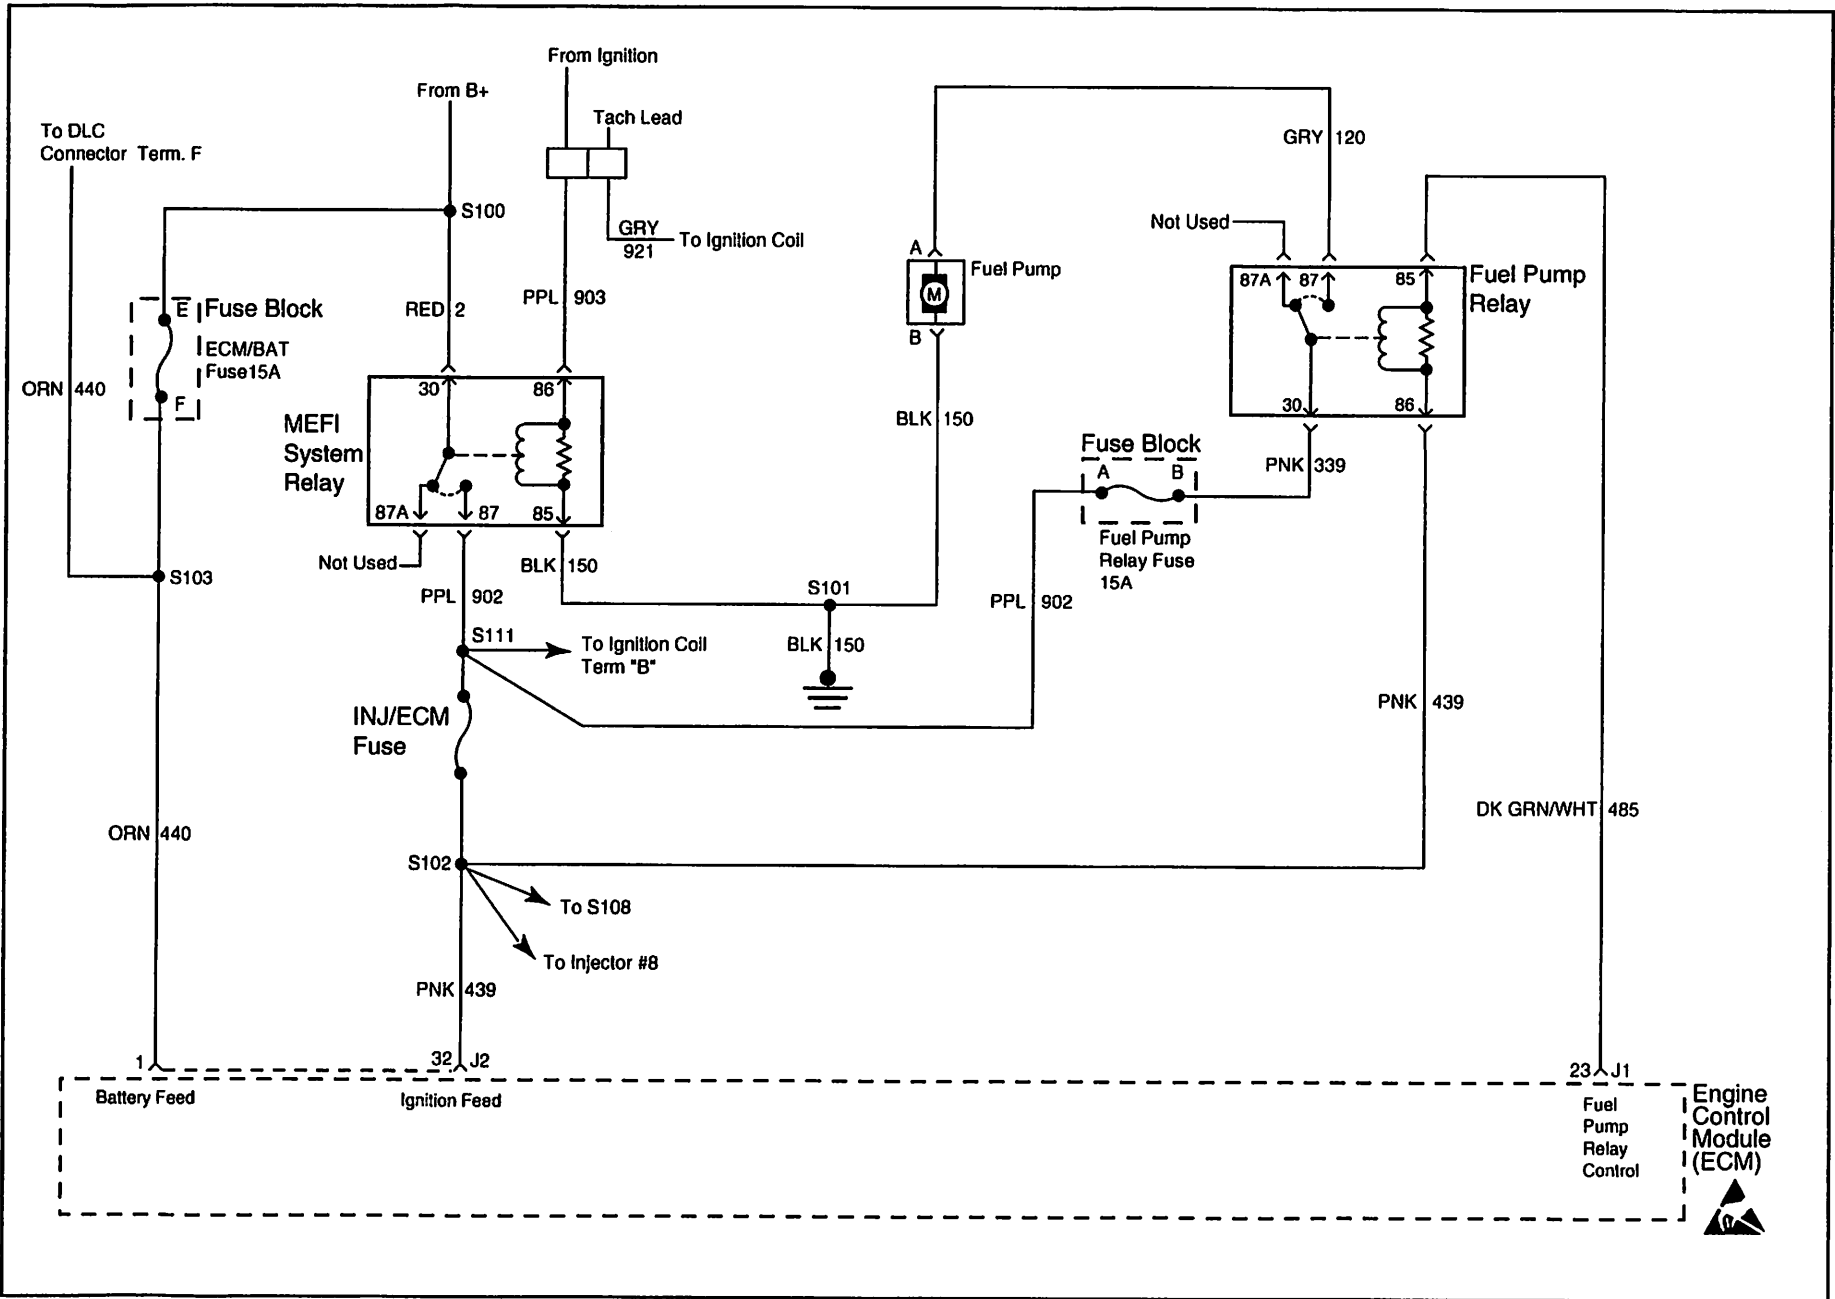 From Ignition
From B+
Tach Lead
To DLC
Connector Term. F
GRY 120
S100
Not Used
GRY
921
To Ignition Coil
A
Fuel Pump
M
B
87A 87 85
Fuel Pump
Relay
E
Fuse Block
ECM/BAT
Fuse15A
F
RED 2
PPL 903
ORN 440
30 86
MEFI
System
Relay
87A 87 85
BLK 150
30 86
Fuse Block
A B
PNK 339
Fuel Pump
Relay Fuse
15A
Not Used
BLK 150
S103
PPL 902
S101
PPL 902
S111
To Ignition Coil
Term "B"
BLK 150
INJ/ECM
Fuse
PNK 439
DK GRN/WHT 485
ORN 440
S102
To S108
To Injector #8
PNK 439
1
32 J2
23 J1
Battery Feed
Ignition Feed
Fuel
Pump
Relay
Control
Engine
Control
Module
(ECM)